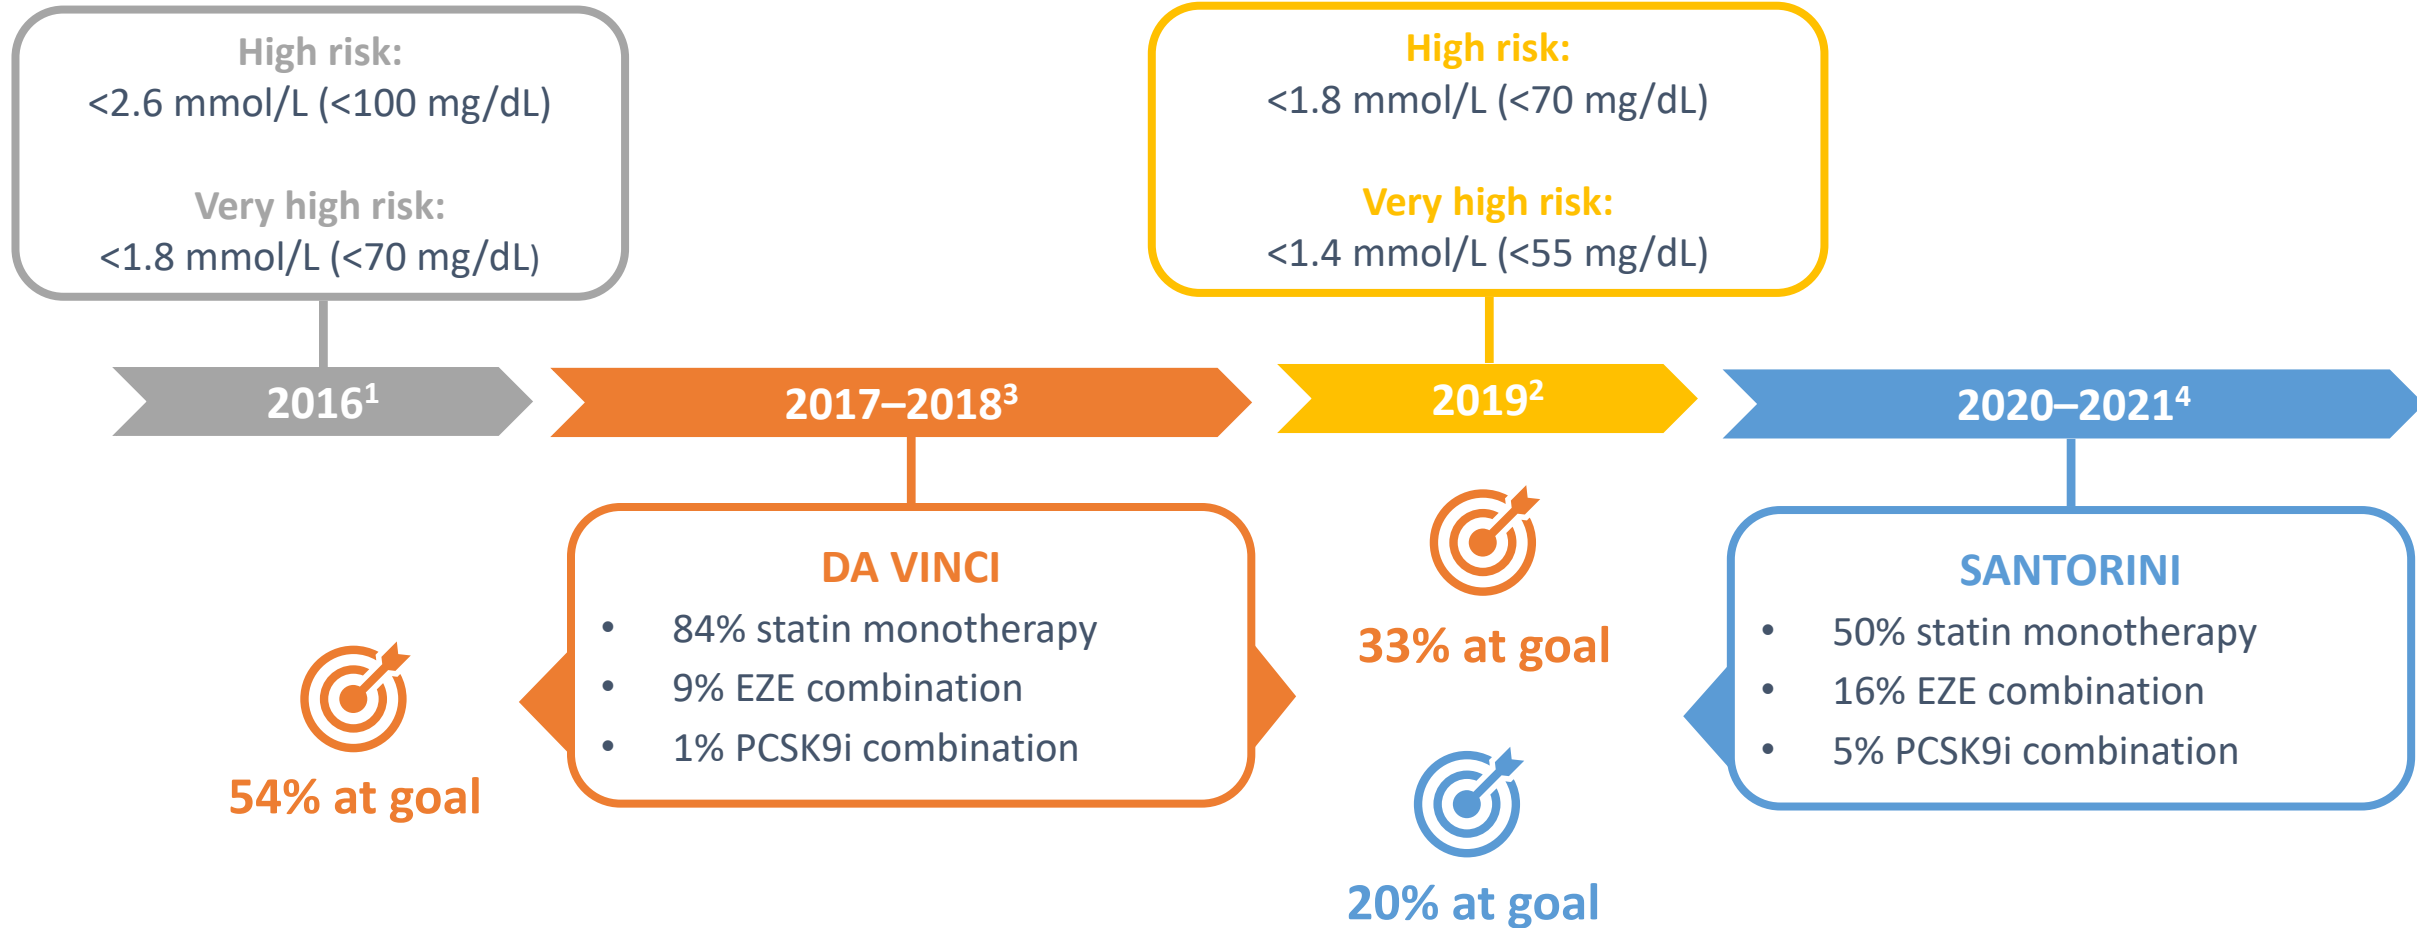 High risk:
<2.6 mmol/L (<100 mg/dL)
Very high risk:
<1.8 mmol/L (<70 mg/dL)
High risk:
<1.8 mmol/L (<70 mg/dL)
Very high risk:
<1.4 mmol/L (<55 mg/dL)
2016¹
2017–2018³
2019²
2020–2021⁴
54% at goal
DA VINCI
• 84% statin monotherapy
• 9% EZE combination
• 1% PCSK9i combination
33% at goal
20% at goal
SANTORINI
• 50% statin monotherapy
• 16% EZE combination
• 5% PCSK9i combination